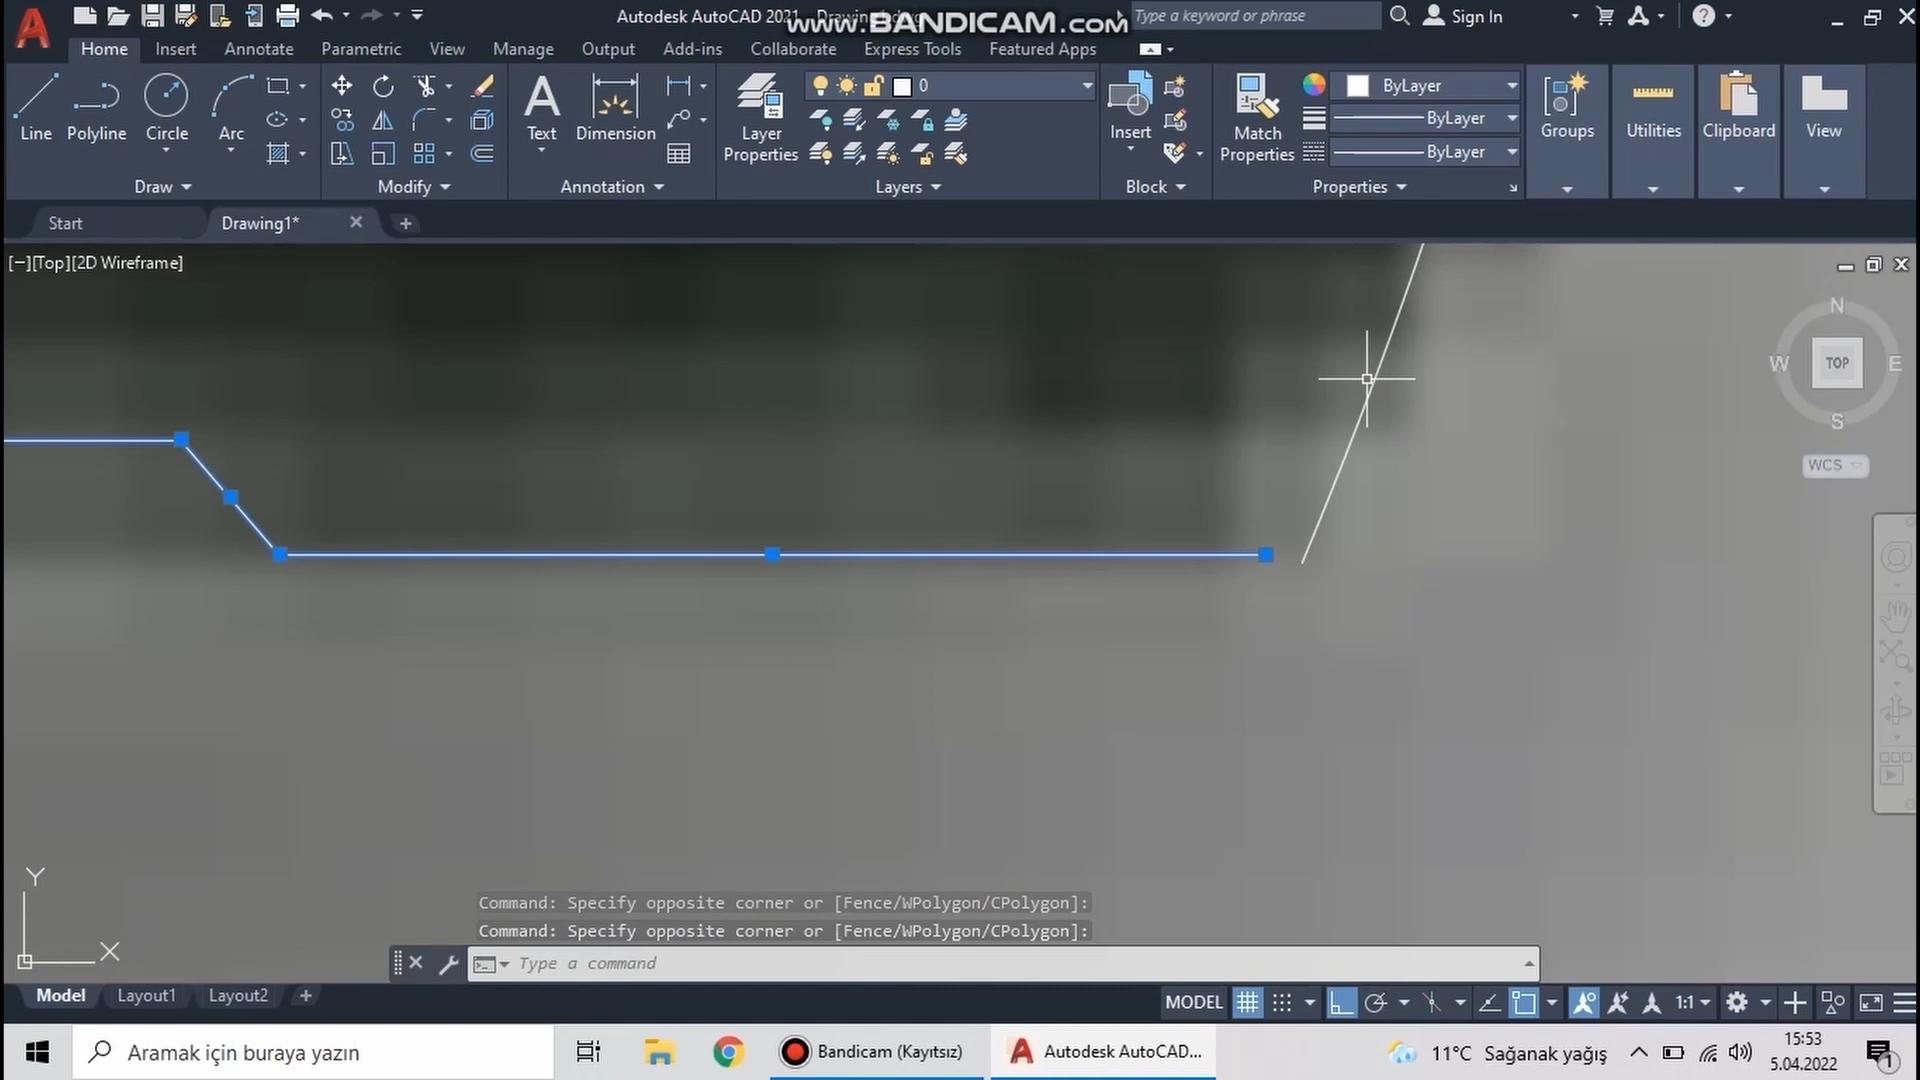 Autodesk AutoCAD 2021
www.BANDICAM.com
Type a keyword or phrase
Sign In
Home Insert Annotate Parametric View Manage Output Add-ins Collaborate Express Tools Featured Apps
Line Polyline Circle Arc
Text Dimension
Layer Properties
0
Insert
Match Properties
ByLayer
ByLayer
ByLayer
Groups Utilities Clipboard View
Draw Modify Annotation Layers Block Properties
Start Drawing1*
[−][Top][2D Wireframe]
N
W TOP E
S
WCS
Y
X
Command: Specify opposite corner or [Fence/WPolygon/CPolygon]:
Command: Specify opposite corner or [Fence/WPolygon/CPolygon]:
Type a command
Model Layout1 Layout2 +
MODEL 1:1
Aramak için buraya yazın
Bandicam (Kayıtsız)
Autodesk AutoCAD...
11°C Sağanak yağış
15:53
5.04.2022
1